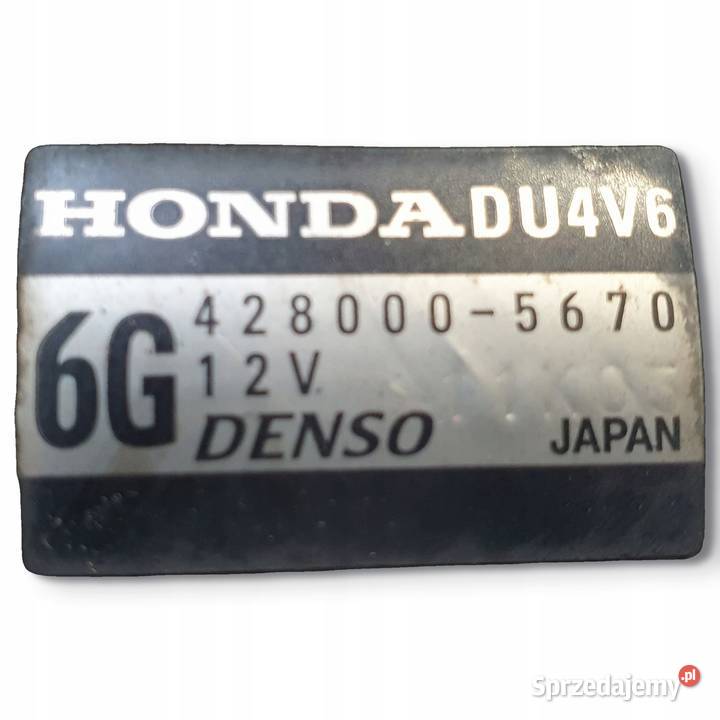 HONDA DU4V6
6G 428000-5670
12V
DENSO JAPAN
Sprzedajemy.pl